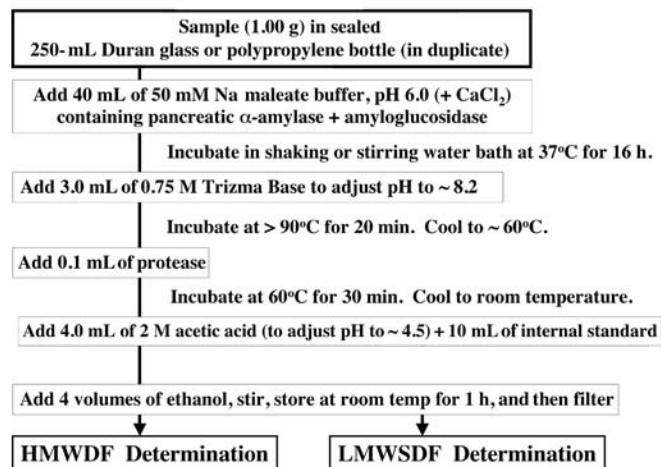 Sample (1.00 g) in sealed
250- mL Duran glass or polypropylene bottle (in duplicate)
Add 40 mL of 50 mM Na maleate buffer, pH 6.0 (+ CaCl₂)
containing pancreatic α-amylase + amyloglucosidase
Incubate in shaking or stirring water bath at 37ºC for 16 h.
Add 3.0 mL of 0.75 M Trizma Base to adjust pH to ~ 8.2
Incubate at > 90ºC for 20 min. Cool to ~ 60ºC.
Add 0.1 mL of protease
Incubate at 60ºC for 30 min. Cool to room temperature.
Add 4.0 mL of 2 M acetic acid (to adjust pH to ~ 4.5) + 10 mL of internal standard
Add 4 volumes of ethanol, stir, store at room temp for 1 h, and then filter
HMWDF Determination
LMWSDF Determination